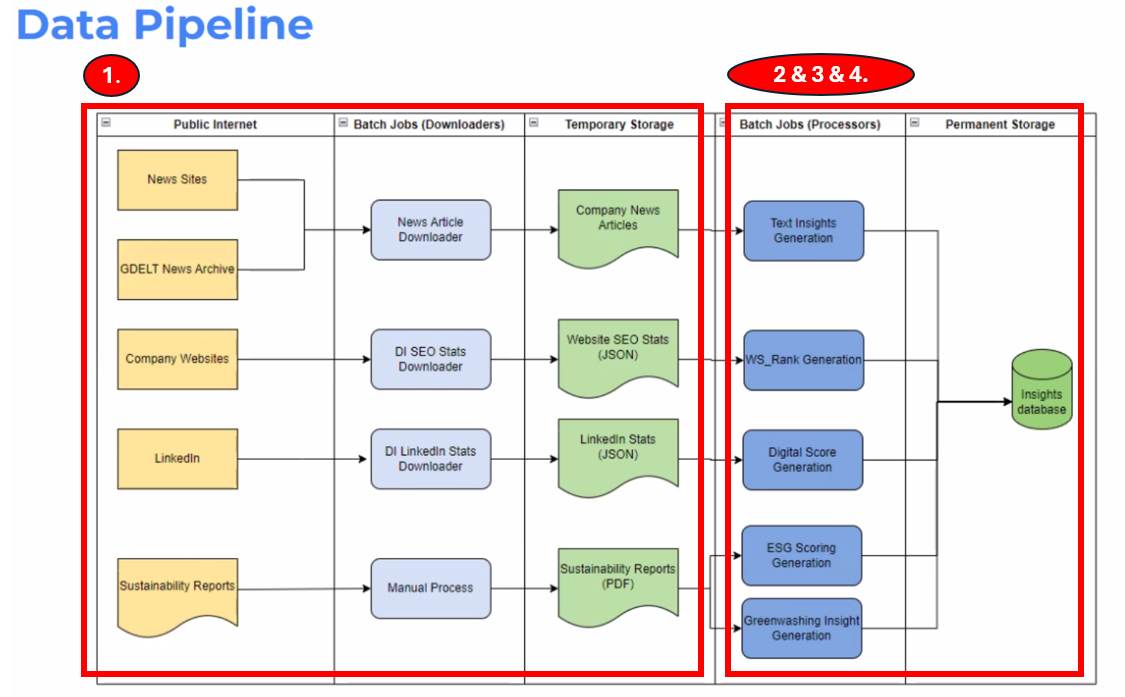 Data Pipeline
1.
2 & 3 & 4.
Public Internet
Batch Jobs (Downloaders)
Temporary Storage
Batch Jobs (Processors)
Permanent Storage
News Sites
GDELT News Archive
News Article
Downloader
Company News
Articles
Text Insights
Generation
Company Websites
DI SEO Stats
Downloader
Website SEO Stats
(JSON)
WS_Rank Generation
Insights
database
LinkedIn
DI LinkedIn Stats
Downloader
LinkedIn Stats
(JSON)
Digital Score
Generation
Sustainability Reports
Manual Process
Sustainability Reports
(PDF)
ESG Scoring
Generation
Greenwashing Insight
Generation